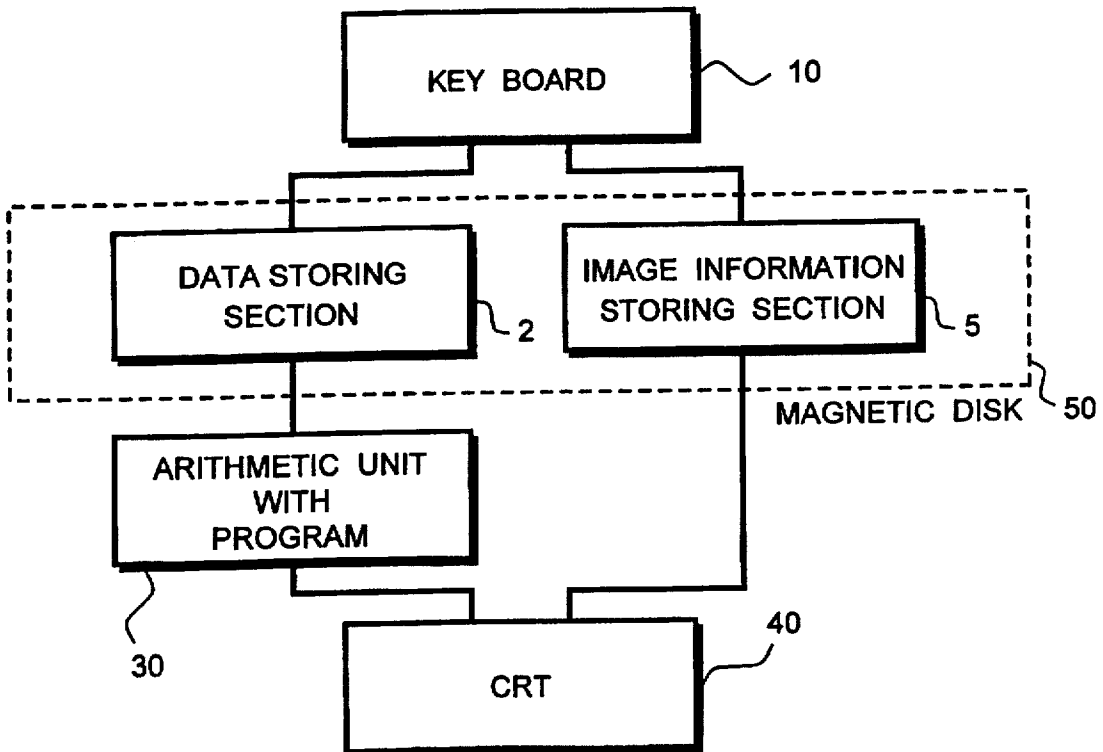 KEY BOARD
10
DATA STORING
SECTION
2
IMAGE INFORMATION
STORING SECTION
5
MAGNETIC DISK
50
ARITHMETIC UNIT
WITH
PROGRAM
30
CRT
40